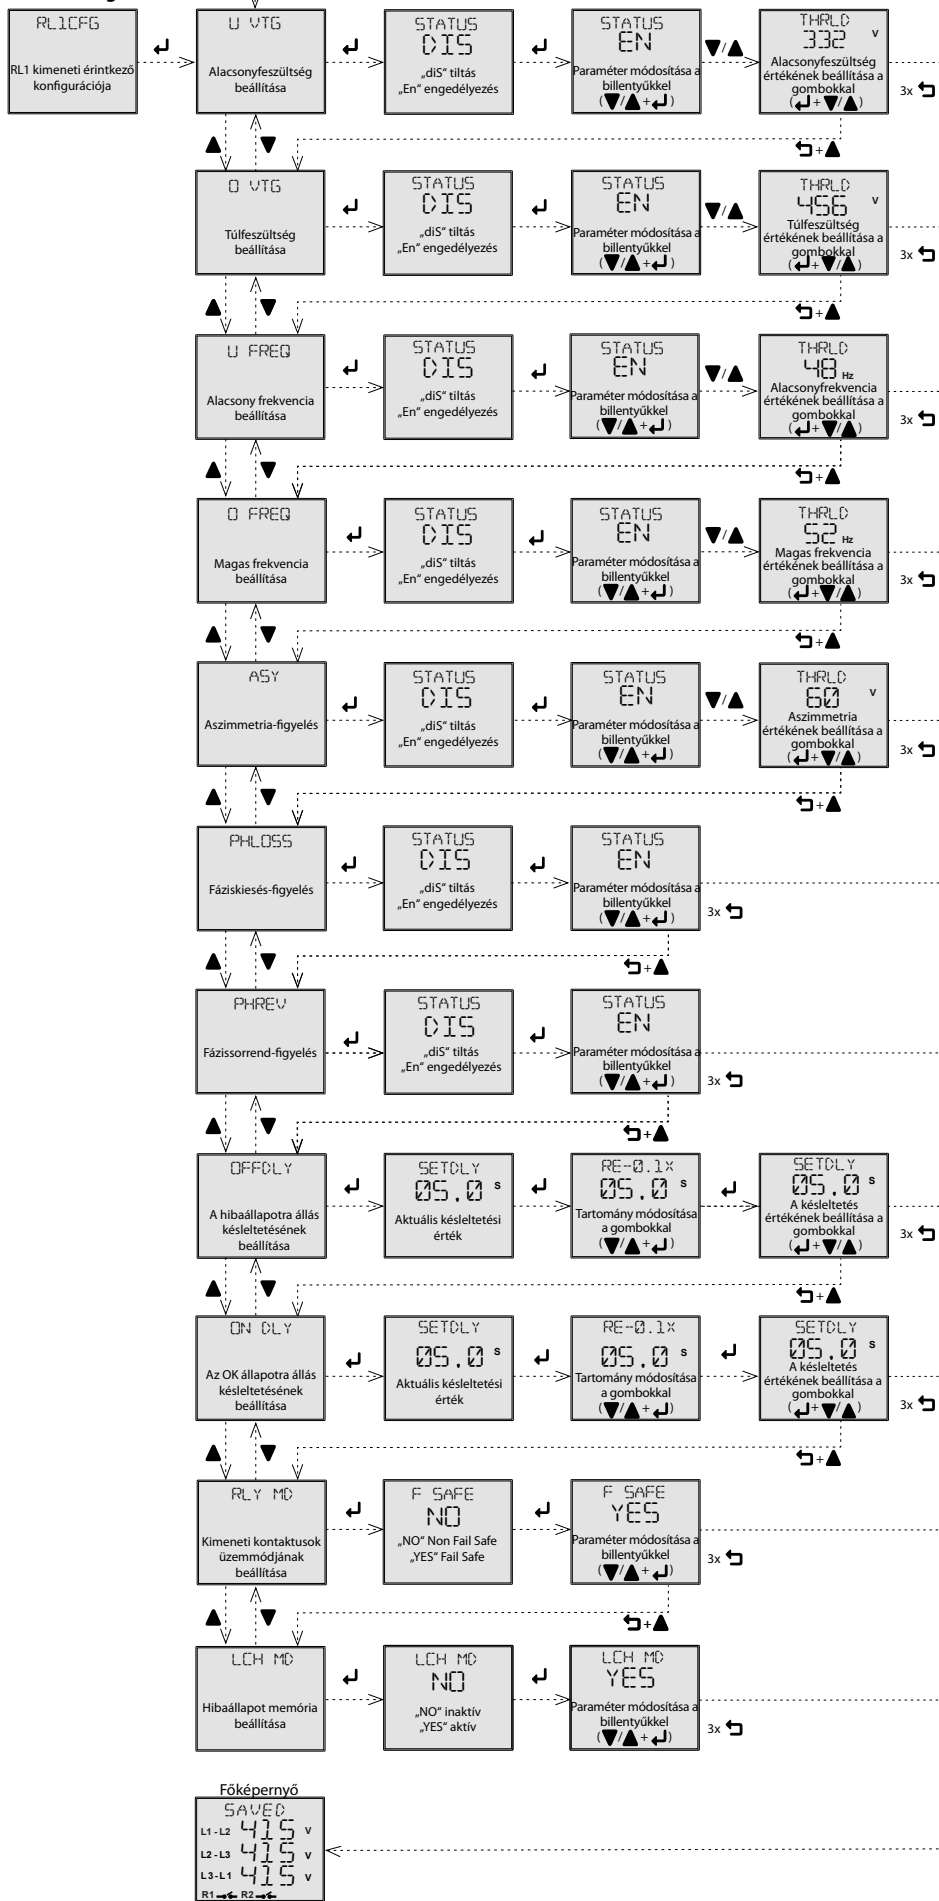 RL1CFG
RL1 kimeneti érintkező
konfigurációja
U VTG
Alacsonyfeszültség
beállítása
STATUS
DIS
„diS“ tiltás
„En“ engedélyezés
STATUS
EN
Paraméter módosítása a
billentyűkkel
(▼/▲+↵)
▼/▲
THRLD
332 V
Alacsonyfeszültség
értékének beállítása a
gombokkal
(↵+▼/▲)
3x
+▲
O VTG
Túlfeszültség
beállítása
STATUS
DIS
„diS“ tiltás
„En“ engedélyezés
STATUS
EN
Paraméter módosítása a
billentyűkkel
(▼/▲+↵)
▼/▲
THRLD
456 V
Túlfeszültség
értékének beállítása a
gombokkal
(↵+▼/▲)
3x
+▲
U FREQ
Alacsony frekvencia
beállítása
STATUS
DIS
„diS“ tiltás
„En“ engedélyezés
STATUS
EN
Paraméter módosítása a
billentyűkkel
(▼/▲+↵)
▼/▲
THRLD
48 Hz
Alacsonyfrekvencia
értékének beállítása a
gombokkal
(↵+▼/▲)
3x
+▲
O FREQ
Magas frekvencia
beállítása
STATUS
DIS
„diS“ tiltás
„En“ engedélyezés
STATUS
EN
Paraméter módosítása a
billentyűkkel
(▼/▲+↵)
▼/▲
THRLD
52 Hz
Magas frekvencia
értékének beállítása a
gombokkal
(↵+▼/▲)
3x
+▲
ASY
Aszimmetria-figyelés
STATUS
DIS
„diS“ tiltás
„En“ engedélyezés
STATUS
EN
Paraméter módosítása a
billentyűkkel
(▼/▲+↵)
▼/▲
THRLD
60 V
Aszimmetria
értékének beállítása a
gombokkal
(↵+▼/▲)
3x
+▲
PHLOSS
Fáziskiesés-figyelés
STATUS
DIS
„diS“ tiltás
„En“ engedélyezés
STATUS
EN
Paraméter módosítása a
billentyűkkel
(▼/▲+↵)
3x
+▲
PHREV
Fázissorrend-figyelés
STATUS
DIS
„diS“ tiltás
„En“ engedélyezés
STATUS
EN
Paraméter módosítása a
billentyűkkel
(▼/▲+↵)
3x
+▲
OFFDLY
A hibaállapotra állás
késleltetésének
beállítása
SETDLY
05.0 s
Aktuális késleltetési
érték
RE-0.1X
05.0 s
Tartomány módosítása
a gombokkal
(▼/▲+↵)
SETDLY
05.0 s
A késleltetés
értékének beállítása a
gombokkal
(↵+▼/▲)
3x
+▲
ON DLY
Az OK állapotra állás
késleltetésének
beállítása
SETDLY
05.0 s
Aktuális késleltetési
érték
RE-0.1X
05.0 s
Tartomány módosítása
a gombokkal
(▼/▲+↵)
SETDLY
05.0 s
A késleltetés
értékének beállítása a
gombokkal
(↵+▼/▲)
3x
+▲
RLY MD
Kimeneti kontaktusok
üzemmódjának
beállítása
F SAFE
NO
„NO“ Non Fail Safe
„YES“ Fail Safe
F SAFE
YES
Paraméter módosítása a
billentyűkkel
(▼/▲+↵)
3x
+▲
LCH MD
Hibaállapot memória
beállítása
LCH MD
NO
„NO“ inaktív
„YES“ aktív
LCH MD
YES
Paraméter módosítása a
billentyűkkel
(▼/▲+↵)
3x
Főképernyő
SAVED
L1-L2 415 V
L2-L3 415 V
L3-L1 415 V
R1 R2